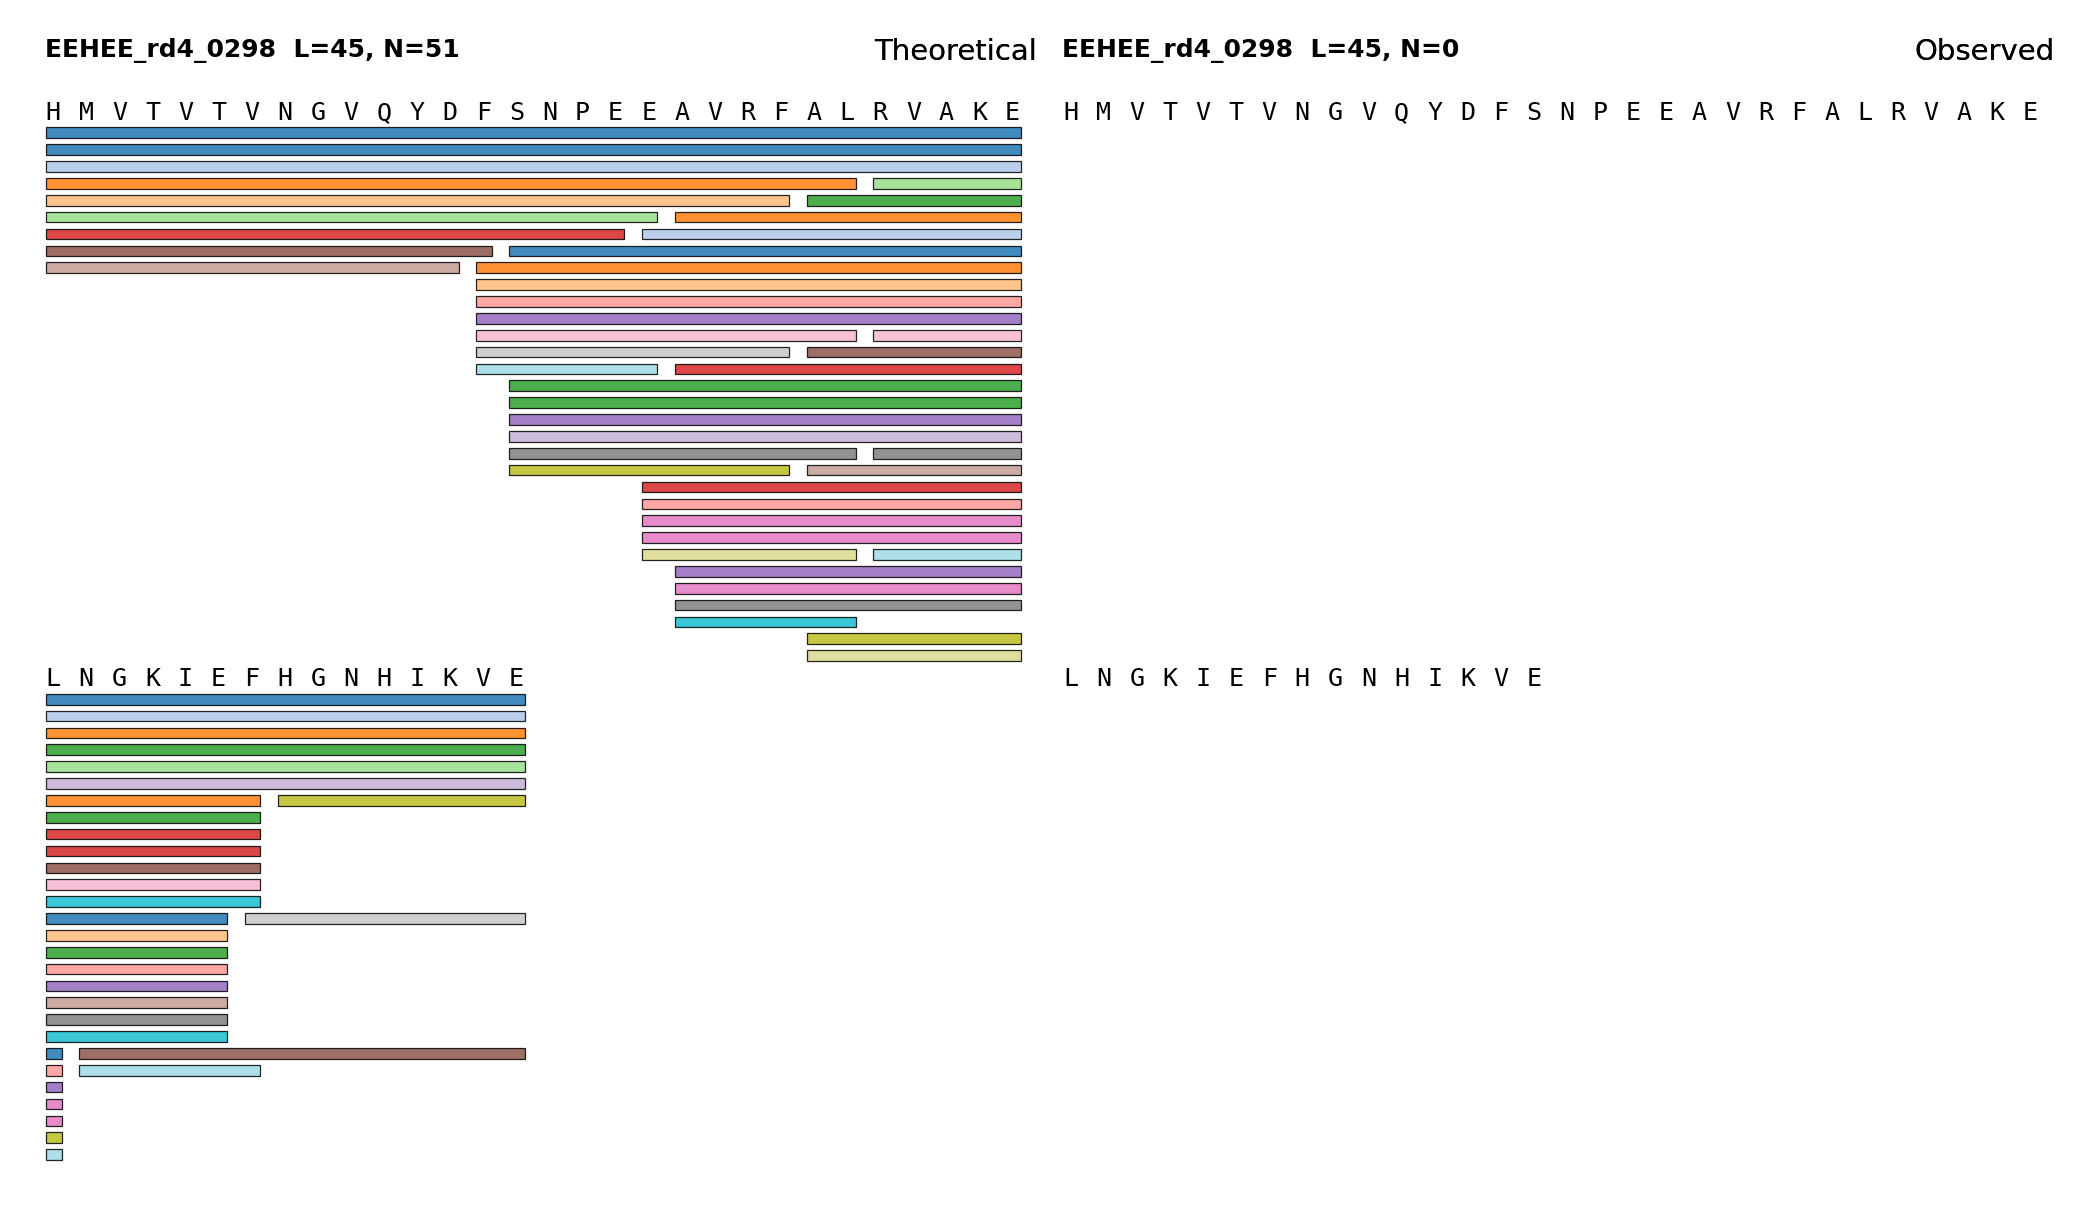 EEHEE_rd4_0298 L=45, N=51 Theoretical
EEHEE_rd4_0298 L=45, N=0 Observed
H M V T V T V N G V Q Y D F S N P E E A V R F A L R V A K E
H M V T V T V N G V Q Y D F S N P E E A V R F A L R V A K E
L N G K I E F H G N H I K V E
L N G K I E F H G N H I K V E